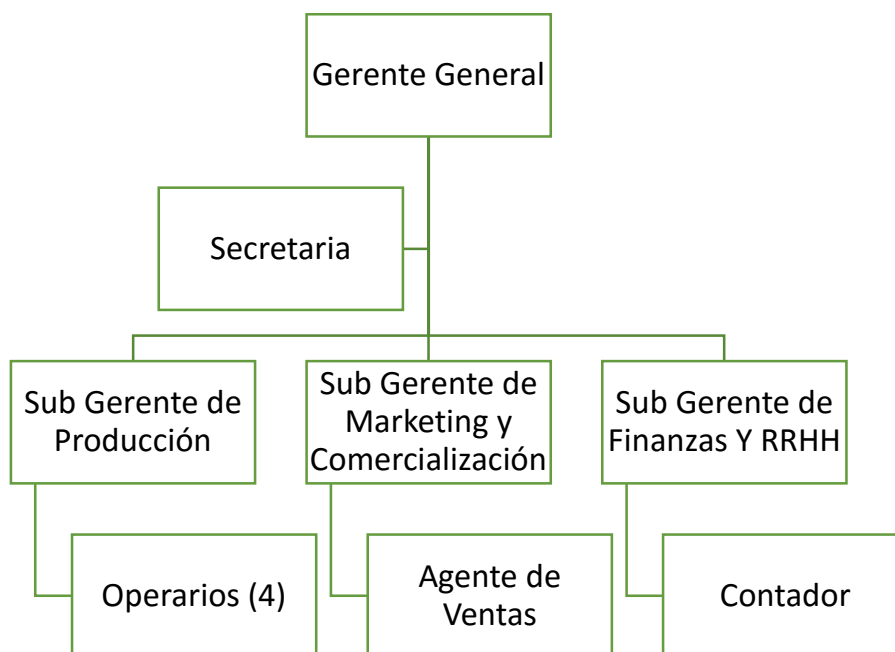 Gerente General
Secretaria
Sub Gerente de
Producción
Sub Gerente de
Marketing y
Comercialización
Sub Gerente de
Finanzas Y RRHH
Operarios (4)
Agente de
Ventas
Contador